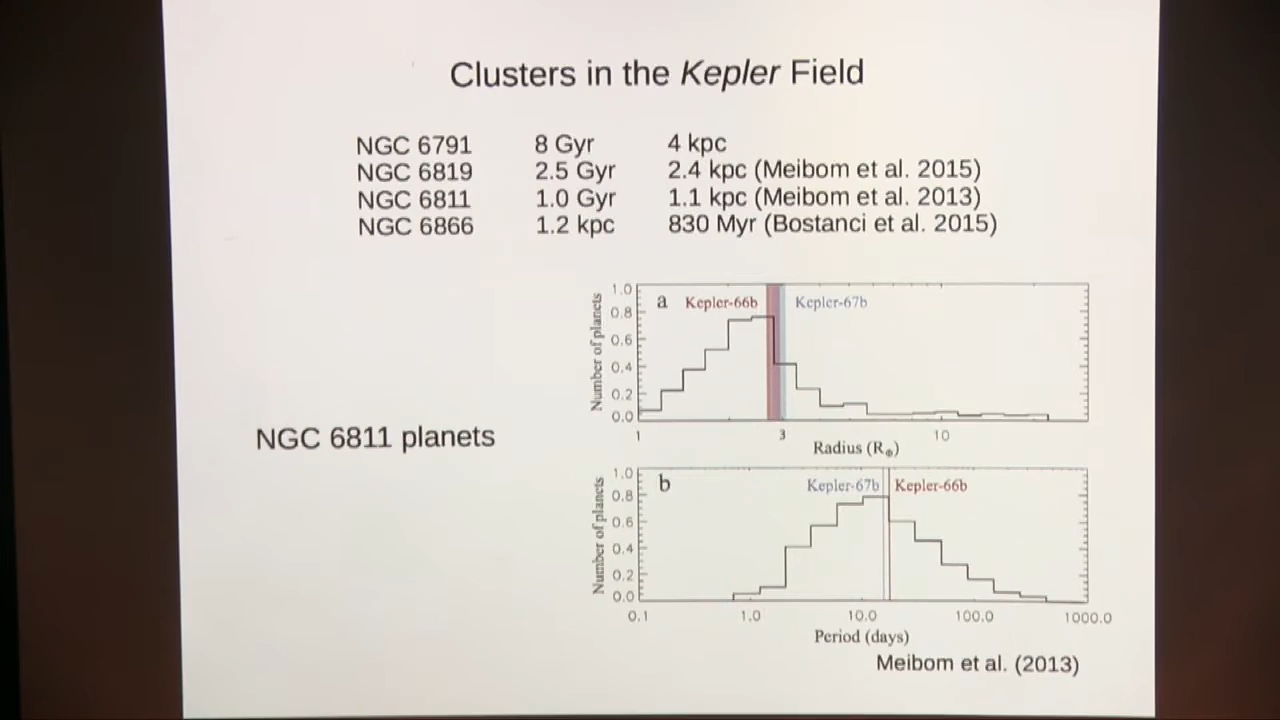 Clusters in the Kepler Field
NGC 6791 8 Gyr 4 kpc
NGC 6819 2.5 Gyr 2.4 kpc (Meibom et al. 2015)
NGC 6811 1.0 Gyr 1.1 kpc (Meibom et al. 2013)
NGC 6866 1.2 kpc 830 Myr (Bostanci et al. 2015)
NGC 6811 planets
a Kepler-66b Kepler-67b
Number of planets
1.0
0.8
0.6
0.4
0.2
0.0
1 3 10
Radius (R⊕)
b Kepler-67b Kepler-66b
Number of planets
1.0
0.8
0.6
0.4
0.2
0.0
0.1 1.0 10.0 100.0 1000.0
Period (days)
Meibom et al. (2013)